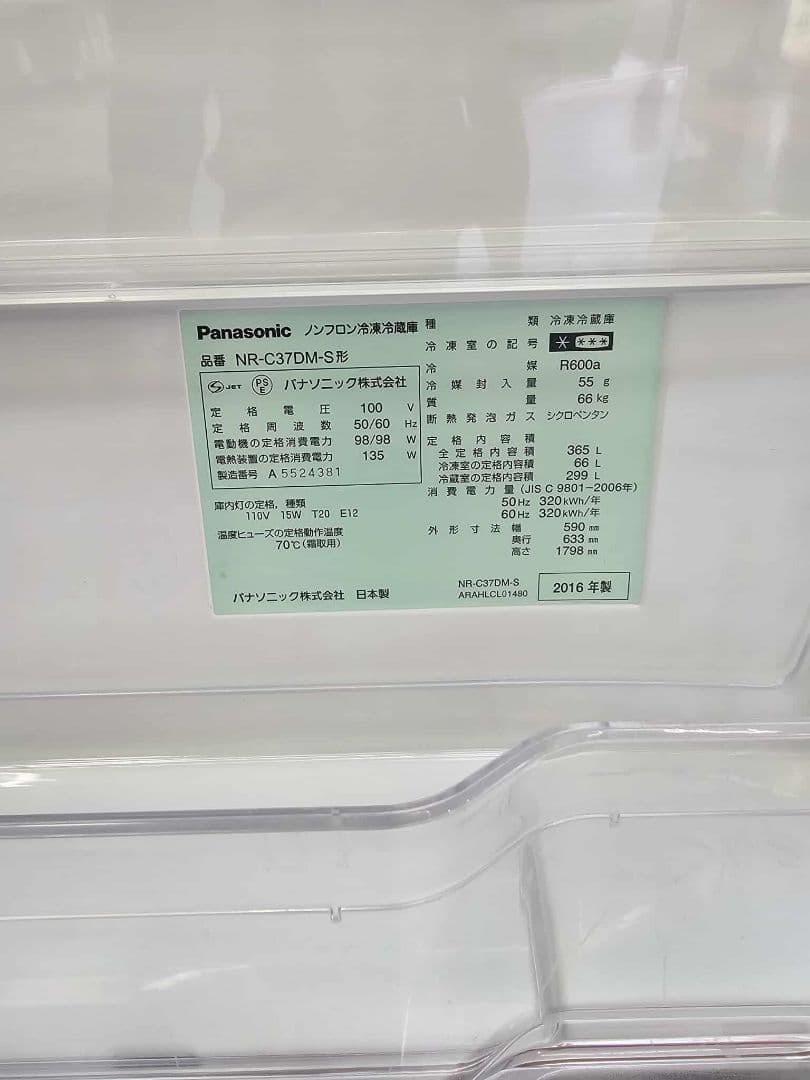 Panasonic ノンフロン冷凍冷蔵庫
品番 NR-C37DM-S形
S JET PS E パナソニック株式会社
定格電圧 100 V
定格周波数 50/60 Hz
電動機の定格消費電力 98/98 W
電熱装置の定格消費電力 135 W
製造番号 A 5524381
庫内灯の定格,種類
110V 15W T20 E12
温度ヒューズの定格動作温度
70℃(霜取用)
パナソニック株式会社 日本製
種類 冷凍冷蔵庫
冷凍室の記号 * ***
冷媒 R600a
冷媒封入量 55 g
質量 66 kg
断熱発泡ガス シクロペンタン
定格内容積
全定格内容積 365 L
冷凍室の定格内容積 66 L
冷蔵室の定格内容積 299 L
消費電力量(JIS C 9801-2006年)
50 Hz 320 kWh/年
60 Hz 320 kWh/年
外形寸法 幅 590 mm
奥行 633 mm
高さ 1798 mm
NR-C37DM-S
ARAHLCL01480
2016 年製